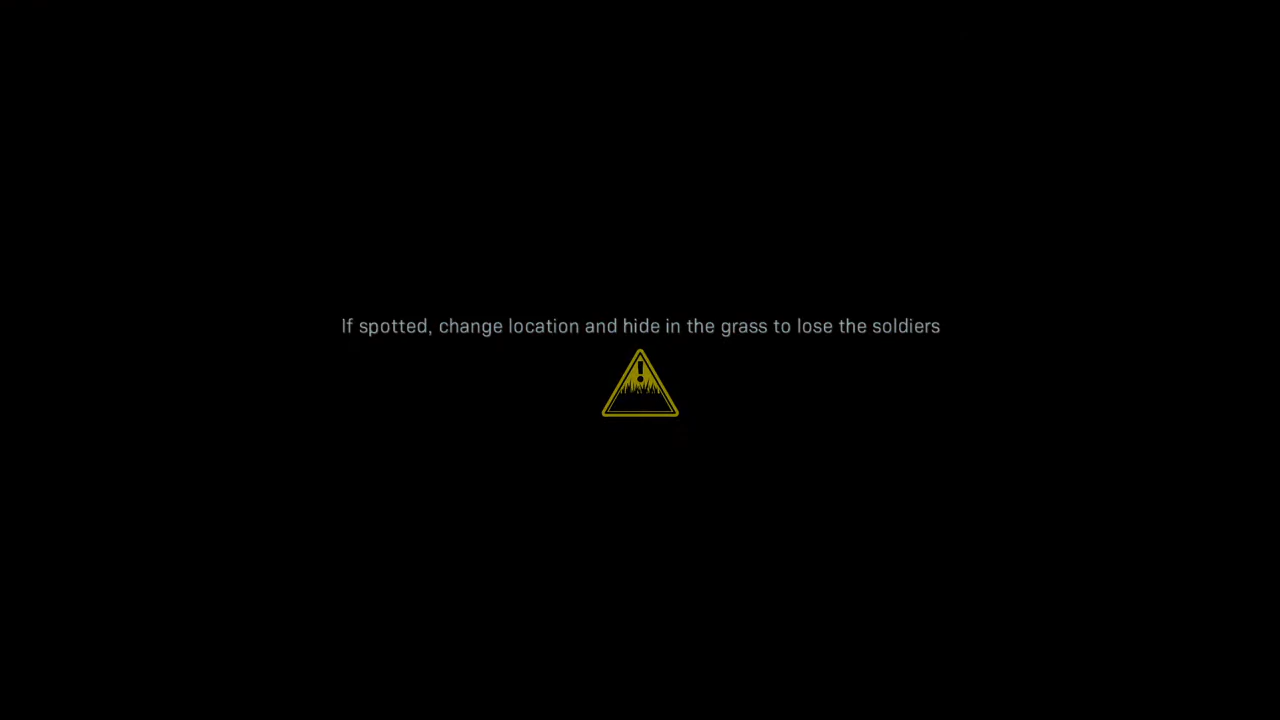 If spotted, change location and hide in the grass to lose the soldiers